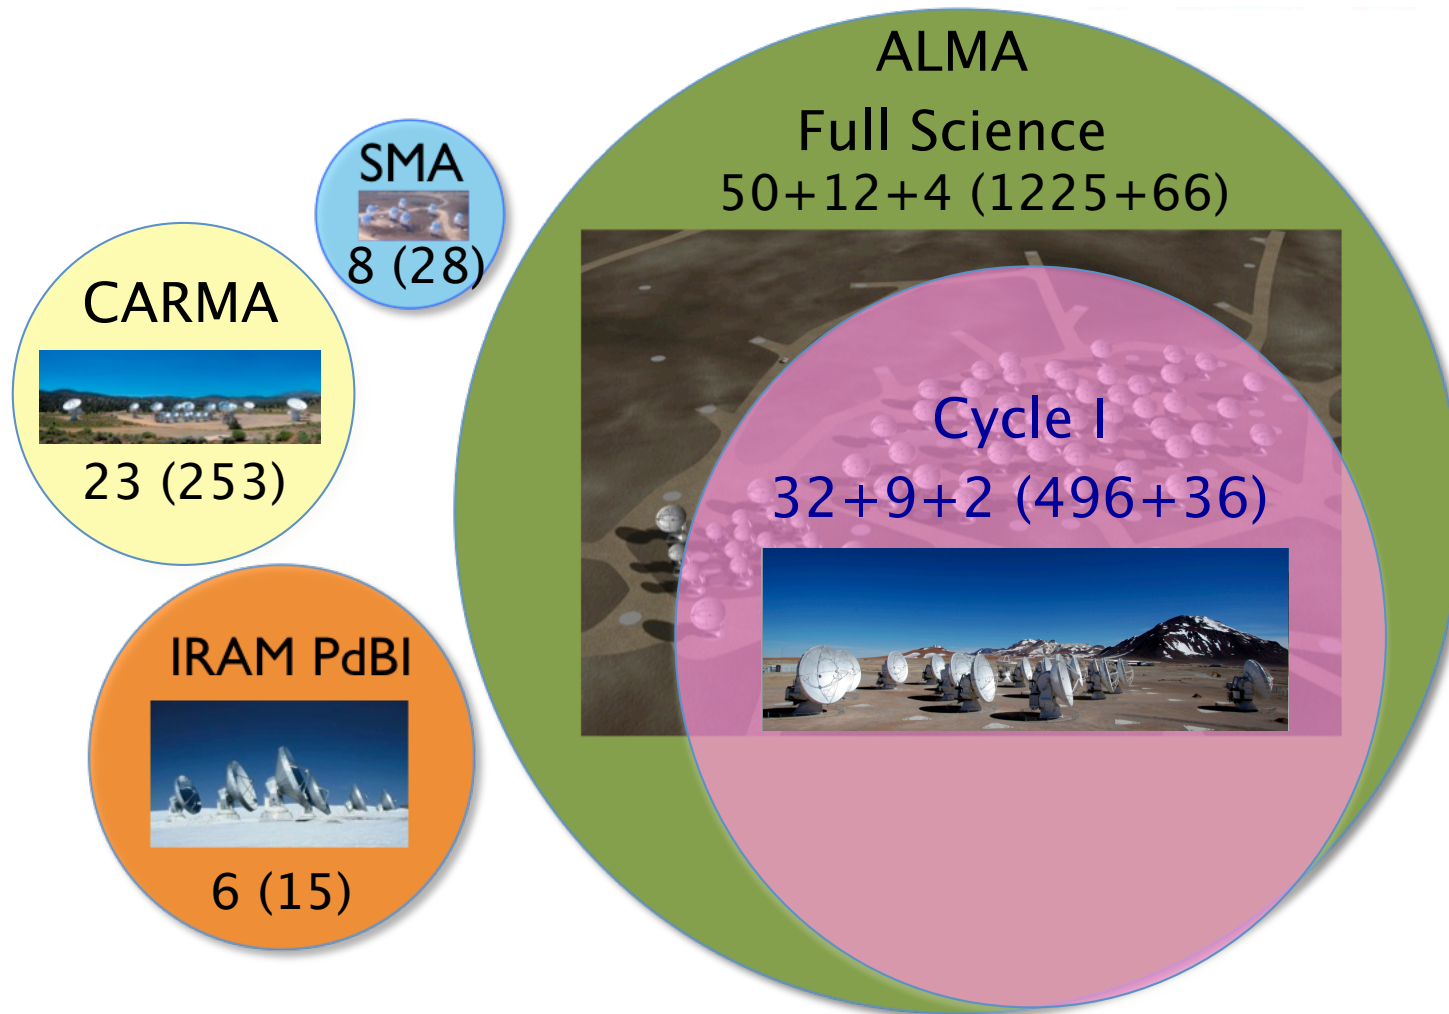 SMA
8 (28)
CARMA
23 (253)
IRAM PdBI
6 (15)
ALMA
Full Science
50+12+4 (1225+66)
Cycle I
32+9+2 (496+36)